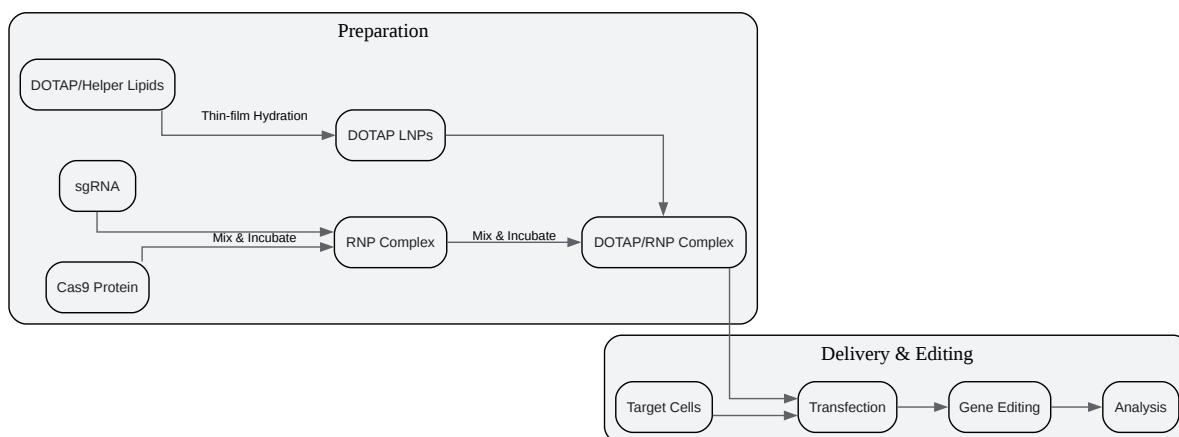 Preparation
DOTAP/Helper Lipids
Thin-film Hydration
DOTAP LNPs
sgRNA
Mix & Incubate
RNP Complex
Mix & Incubate
DOTAP/RNP Complex
Cas9 Protein
Delivery & Editing
Target Cells
Transfection
Gene Editing
Analysis